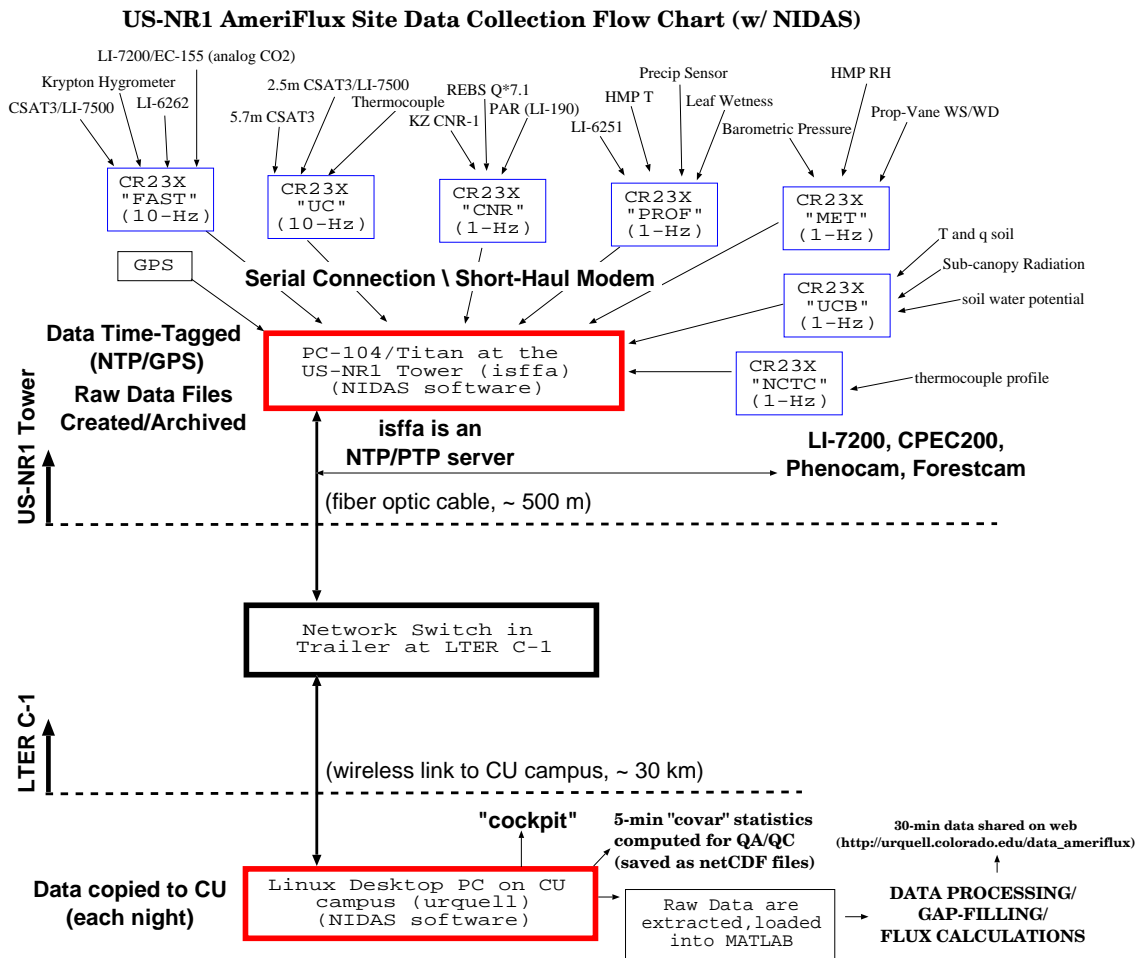 US-NR1 AmeriFlux Site Data Collection Flow Chart (w/ NIDAS)
LI-7200/EC-155 (analog CO2)
Krypton Hygrometer
CSAT3/LI-7500
LI-6262
2.5m CSAT3/LI-7500
5.7m CSAT3
Thermocouple
REBS Q*7.1
KZ CNR-1
PAR (LI-190)
Precip Sensor
HMP T
LI-6251
Leaf Wetness
HMP RH
Barometric Pressure
Prop-Vane WS/WD
CR23X
"FAST"
(10-Hz)
CR23X
"UC"
(10-Hz)
CR23X
"CNR"
(1-Hz)
CR23X
"PROF"
(1-Hz)
CR23X
"MET"
(1-Hz)
T and q soil
Sub-canopy Radiation
soil water potential
CR23X
"UCB"
(1-Hz)
GPS
Serial Connection \ Short-Haul Modem
Data Time-Tagged
(NTP/GPS)
Raw Data Files
Created/Archived
PC-104/Titan at the
US-NR1 Tower (isffa)
(NIDAS software)
CR23X
"NCTC"
(1-Hz)
thermocouple profile
US-NR1 Tower
isffa is an
NTP/PTP server
LI-7200, CPEC200,
Phenocam, Forestcam
(fiber optic cable, ~ 500 m)
Network Switch in
Trailer at LTER C-1
LTER C-1
(wireless link to CU campus, ~ 30 km)
"cockpit"
5-min "covar" statistics
computed for QA/QC
(saved as netCDF files)
30-min data shared on web
(http://urquell.colorado.edu/data_ameriflux)
Data copied to CU
(each night)
Linux Desktop PC on CU
campus (urquell)
(NIDAS software)
Raw Data are
extracted,loaded
into MATLAB
DATA PROCESSING/
GAP-FILLING/
FLUX CALCULATIONS